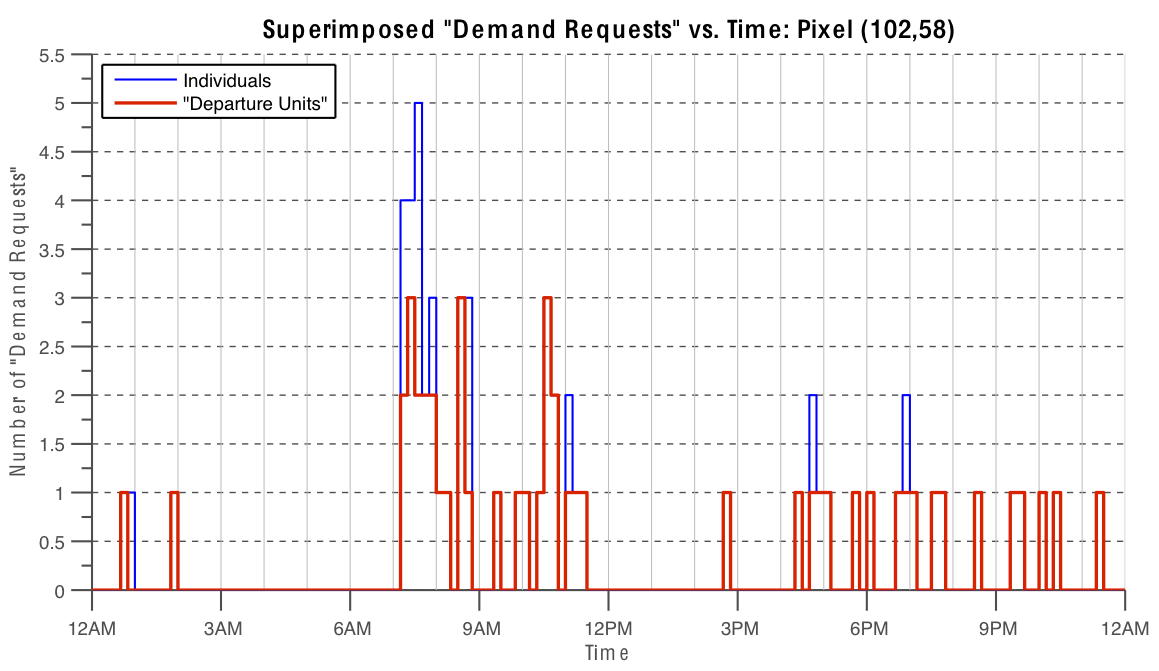 Superimposed "Demand Requests" vs. Time: Pixel (102,58)
Individuals
"Departure Units"
5.5
5
4.5
4
3.5
3
2.5
2
1.5
1
0.5
0
Number of "Demand Requests"
12AM 3AM 6AM 9AM 12PM 3PM 6PM 9PM 12AM
Time